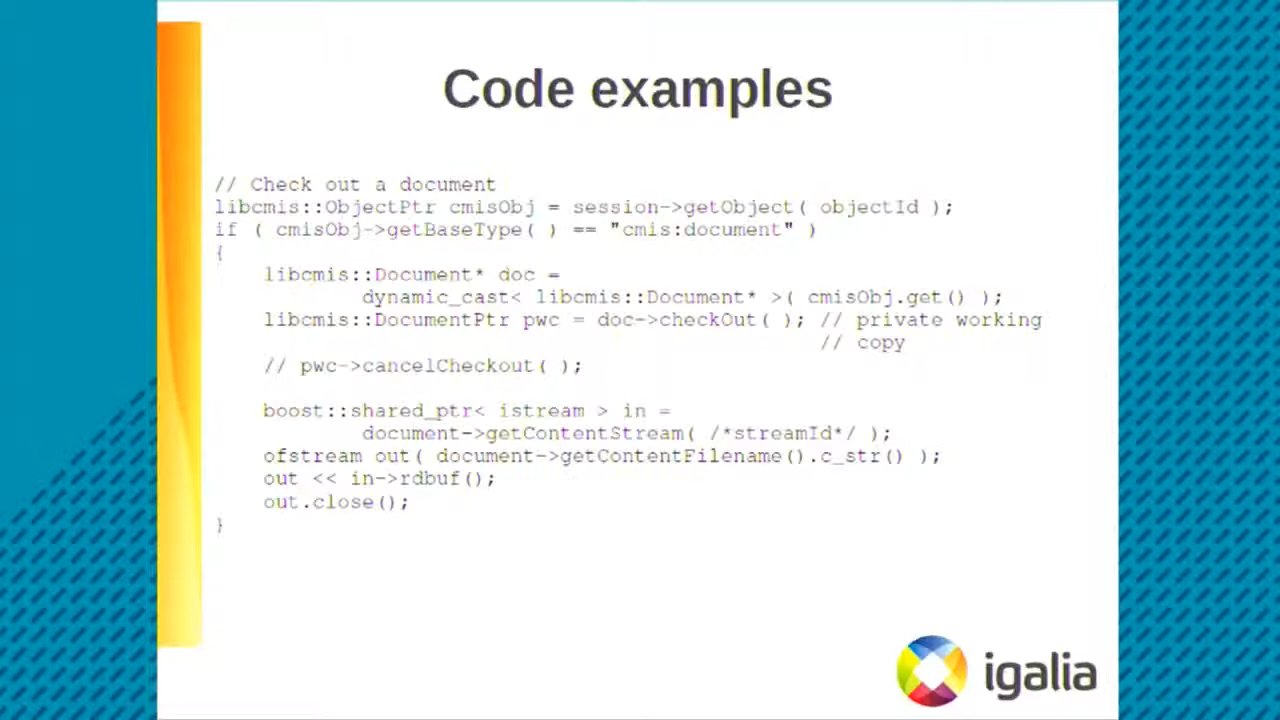 Code examples
// Check out a document
libcmis::ObjectPtr cmisObj = session->getObject( objectId );
if ( cmisObj->getBaseType( ) == "cmis:document" )
{
libcmis::Document* doc =
dynamic_cast< libcmis::Document* >( cmisObj.get() );
libcmis::DocumentPtr pwc = doc->checkOut( ); // private working
// copy
// pwc->cancelCheckout( );
boost::shared_ptr< istream > in =
document->getContentStream( /*streamId*/ );
ofstream out( document->getContentFilename().c_str() );
out << in->rdbuf();
out.close();
}
igalia